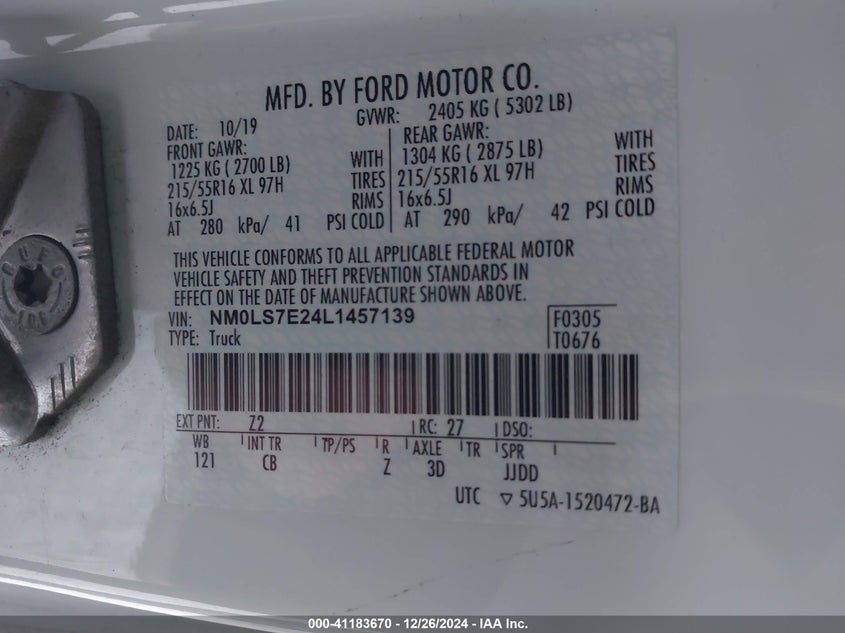 MFD. BY FORD MOTOR CO.
DATE: 10/19 GVWR: 2405 KG ( 5302 LB)
FRONT GAWR: REAR GAWR:
1225 KG ( 2700 LB) WITH 1304 KG ( 2875 LB) WITH
215/55R16 XL 97H TIRES 215/55R16 XL 97H TIRES
16x6.5J RIMS 16x6.5J RIMS
AT 280 kPa/ 41 PSI COLD AT 290 kPa/ 42 PSI COLD
THIS VEHICLE CONFORMS TO ALL APPLICABLE FEDERAL MOTOR
VEHICLE SAFETY AND THEFT PREVENTION STANDARDS IN
EFFECT ON THE DATE OF MANUFACTURE SHOWN ABOVE.
VIN: NM0LS7E24L1457139 F0305
TYPE: Truck T0676
EXT PNT: Z2 RC: 27 DSO:
WB INT TR TP/PS R AXLE TR SPR
121 CB Z 3D JJDD
UTC ▽ 5U5A-1520472-BA
000-41183670 - 12/26/2024 - IAA Inc.